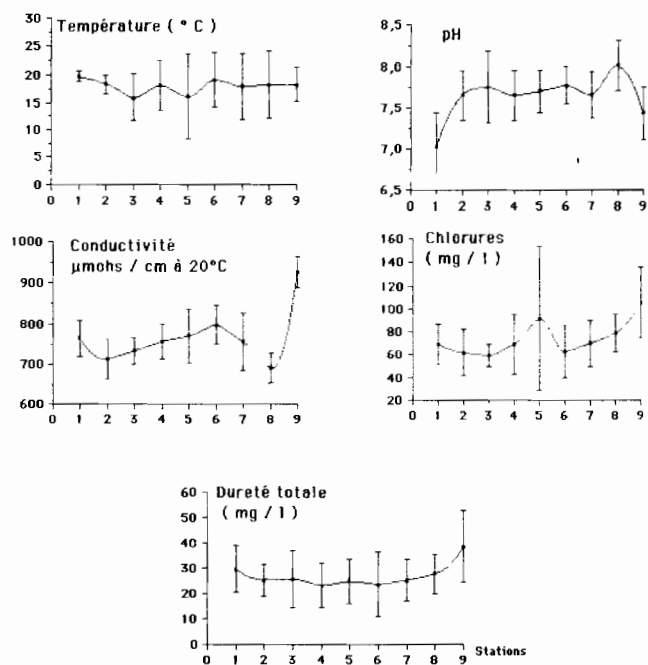 Température ( ° C )
30
25
20
15
10
5
0
0 1 2 3 4 5 6 7 8 9
pH
8,5
8,0
7,5
7,0
6,5
0 1 2 3 4 5 6 7 8 9
Conductivité
µmohs / cm à 20°C
1000
900
800
700
600
0 1 2 3 4 5 6 7 8 9
Chlorures
( mg / l )
160
140
120
100
80
60
40
20
0 1 2 3 4 5 6 7 8 9
Dureté totale
( mg / l )
60
50
40
30
20
10
0
0 1 2 3 4 5 6 7 8 9 Stations